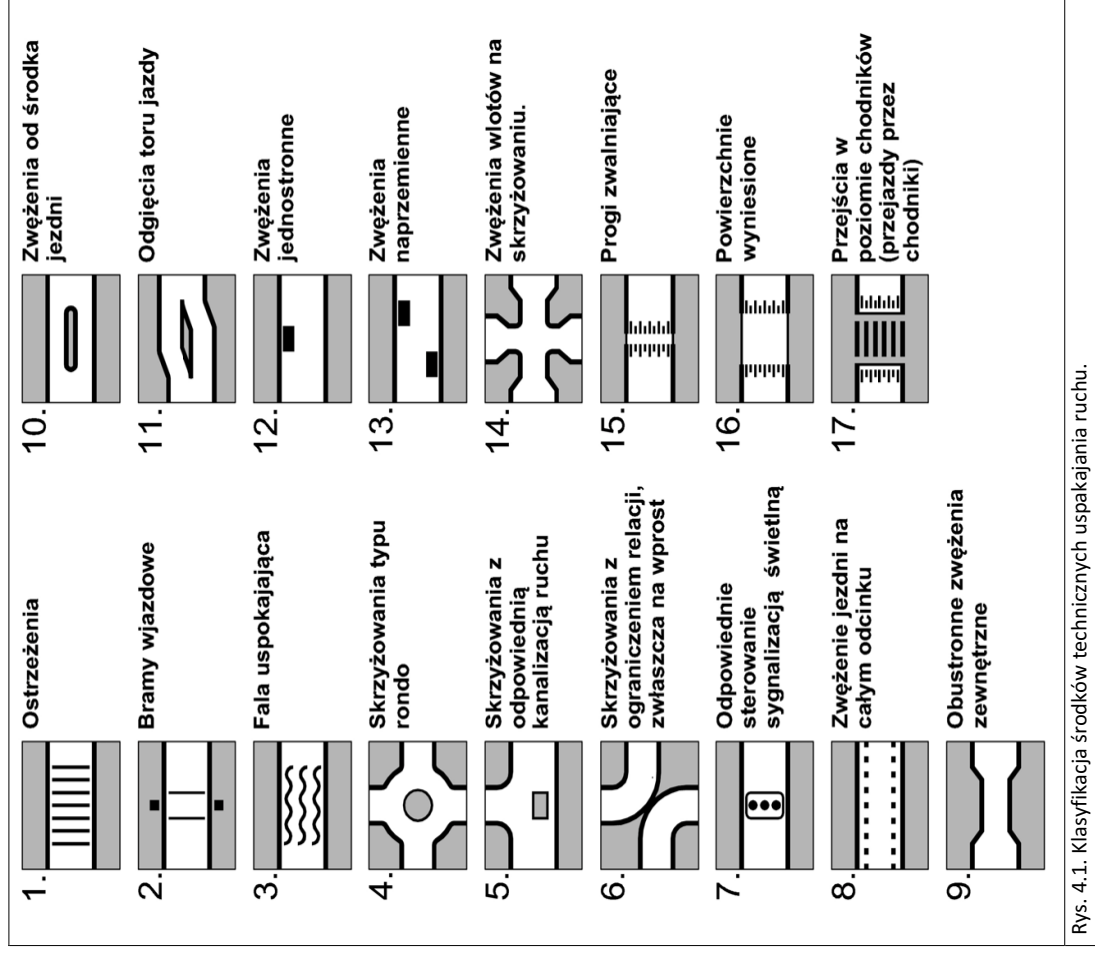 1. Ostrzeżenia
2. Bramy wjazdowe
3. Fala uspokajająca
4. Skrzyżowania typu
rondo
5. Skrzyżowania z
odpowiednią
kanalizacją ruchu
6. Skrzyżowania z
ograniczeniem relacji,
zwłaszcza na wprost
7. Odpowiednie
sterowanie
sygnalizacją świetlną
8. Zwężenie jezdni na
całym odcinku
9. Obustronne zwężenia
zewnętrzne
10. Zwężenia od środka
jezdni
11. Odgięcia toru jazdy
12. Zwężenia
jednostronne
13. Zwężenia
naprzemienne
14. Zwężenia wlotów na
skrzyżowaniu.
15. Progi zwalniające
16. Powierzchnie
wyniesione
17. Przejścia w
poziomie chodników
(przejazdy przez
chodniki)
Rys. 4.1. Klasyfikacja środków technicznych uspakajania ruchu.